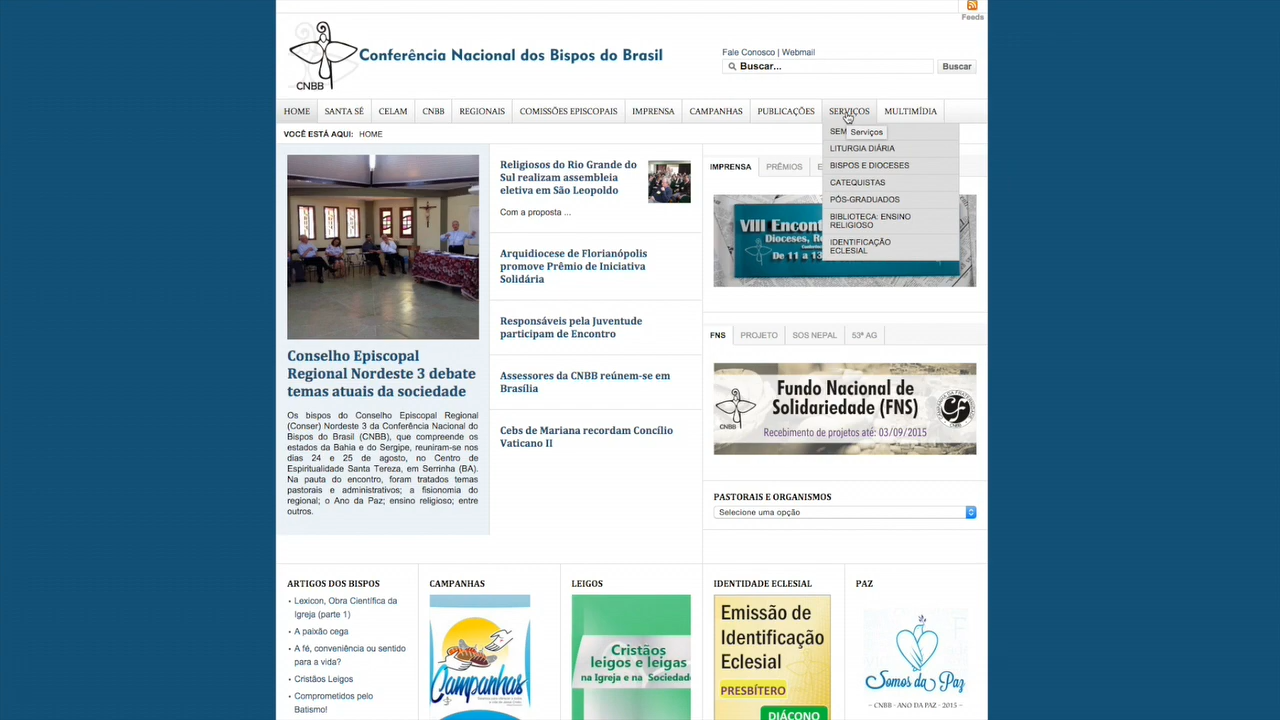 Feeds
CNBB
Conferência Nacional dos Bispos do Brasil
Fale Conosco | Webmail
Buscar...
Buscar
HOME SANTA SÉ CELAM CNBB REGIONAIS COMISSÕES EPISCOPAIS IMPRENSA CAMPANHAS PUBLICAÇÕES SERVIÇOS MULTIMÍDIA
VOCÊ ESTÁ AQUI: HOME
SEM
Serviços
LITURGIA DIÁRIA
BISPOS E DIOCESES
CATEQUISTAS
PÓS-GRADUADOS
BIBLIOTECA: ENSINO
RELIGIOSO
IDENTIFICAÇÃO
ECLESIAL
Conselho Episcopal
Regional Nordeste 3 debate
temas atuais da sociedade
Os bispos do Conselho Episcopal Regional
(Conser) Nordeste 3 da Conferência Nacional do
Bispos do Brasil (CNBB), que compreende os
estados da Bahia e do Sergipe, reuniram-se nos
dias 24 e 25 de agosto, no Centro de
Espiritualidade Santa Tereza, em Serrinha (BA).
Na pauta do encontro, foram tratados temas
pastorais e administrativos; a fisionomia do
regional; o Ano da Paz; ensino religioso; entre
outros.
Religiosos do Rio Grande do
Sul realizam assembleia
eletiva em São Leopoldo
Com a proposta ...
Arquidiocese de Florianópolis
promove Prêmio de Iniciativa
Solidária
Responsáveis pela Juventude
participam de Encontro
Assessores da CNBB reúnem-se em
Brasília
Cebs de Mariana recordam Concílio
Vaticano II
IMPRENSA PRÊMIOS E
VIII Encont
Dioceses, Re
De 11 a 13
FNS PROJETO SOS NEPAL 53ª AG
Fundo Nacional de
Solidariedade (FNS)
Recebimento de projetos até: 03/09/2015
CNBB
CF
PASTORAIS E ORGANISMOS
Selecione uma opção
ARTIGOS DOS BISPOS
Lexicon, Obra Científica da
Igreja (parte 1)
A paixão cega
A fé, conveniência ou sentido
para a vida?
Cristãos Leigos
Comprometidos pelo
Batismo!
CAMPANHAS
Campanhas
LEIGOS
Cristãos
leigos e leigas
na Igreja e na Sociedade
IDENTIDADE ECLESIAL
Emissão de
Identificação
Eclesial
PRESBÍTERO
DIÁCONO
PAZ
Somos da Paz
- CNBB - ANO DA PAZ - 2015 -